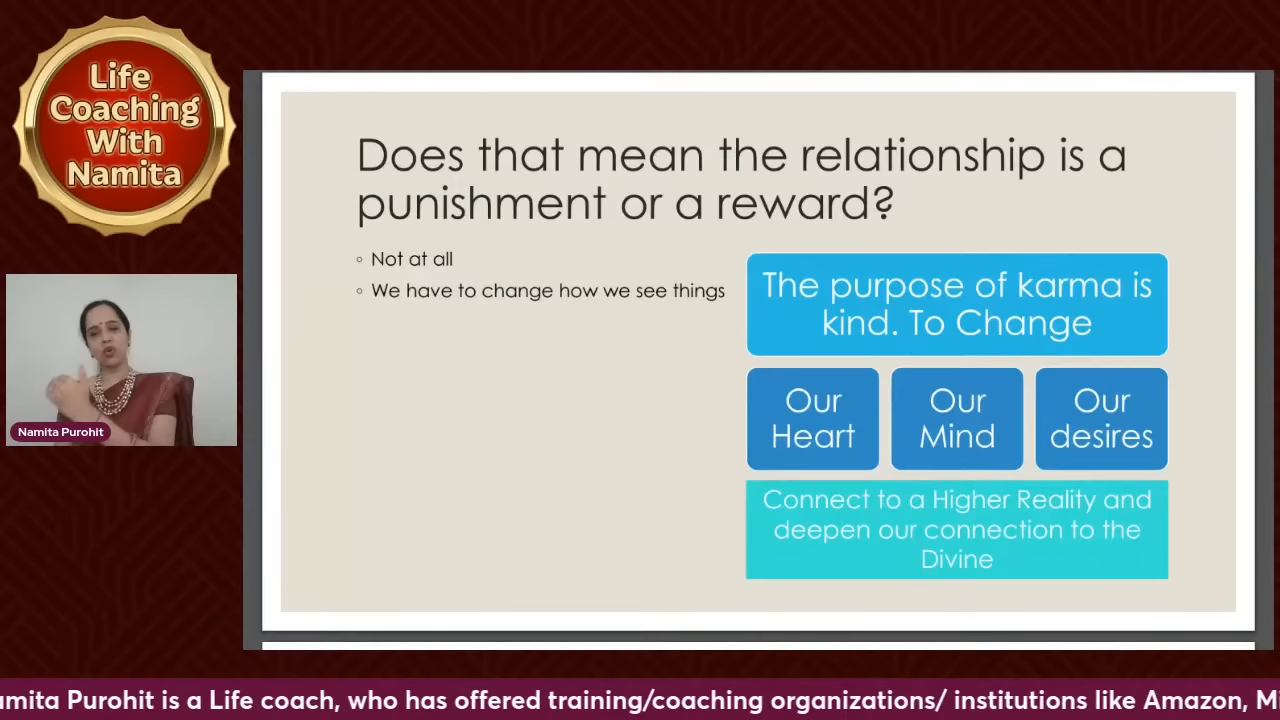 Life
Coaching
With
Namita
Does that mean the relationship is a
punishment or a reward?
Not at all
We have to change how we see things
The purpose of karma is
kind. To Change
Our
Heart
Our
Mind
Our
desires
Connect to a Higher Reality and
deepen our connection to the
Divine
Namita Purohit
Purohit is a Life coach, who has offered training/coaching organizations/ institutions like Amazon,